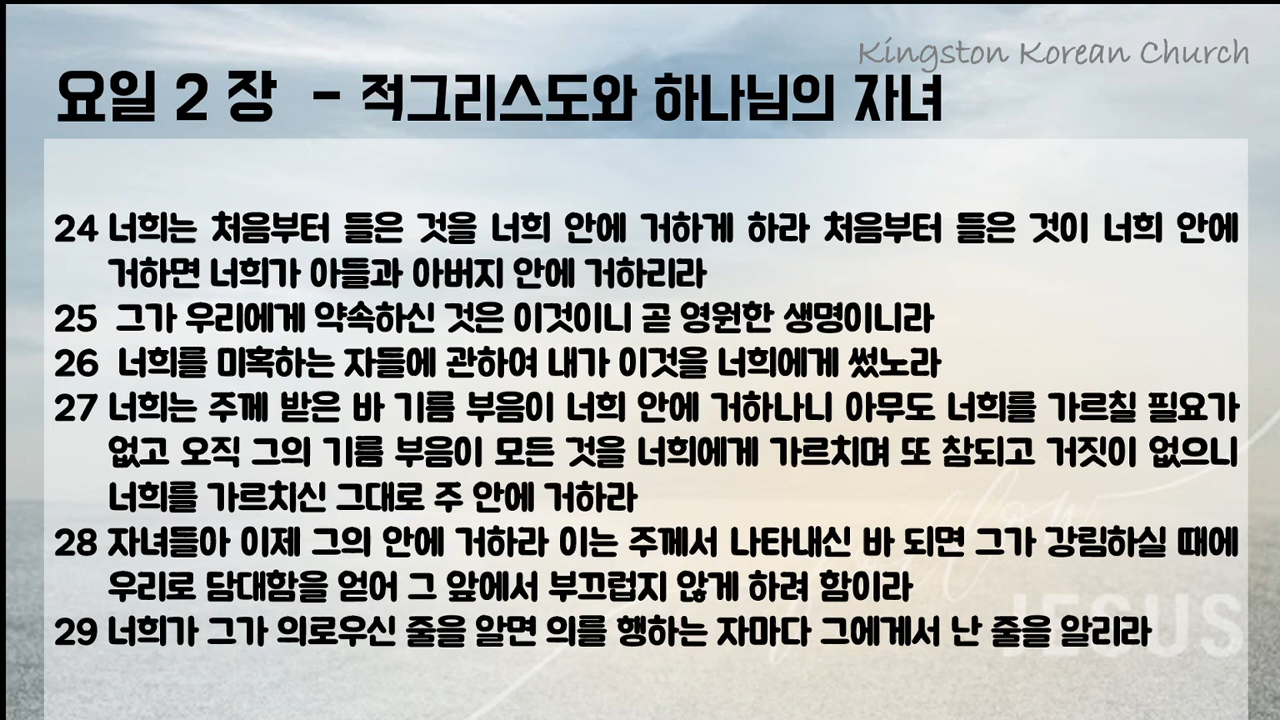 Kingston Korean Church
요일 2 장 - 적그리스도와 하나님의 자녀
24 너희는 처음부터 들은 것을 너희 안에 거하게 하라 처음부터 들은 것이 너희 안에
거하면 너희가 아들과 아버지 안에 거하리라
25 그가 우리에게 약속하신 것은 이것이니 곧 영원한 생명이니라
26 너희를 미혹하는 자들에 관하여 내가 이것을 너희에게 썼노라
27 너희는 주께 받은 바 기름 부음이 너희 안에 거하나니 아무도 너희를 가르칠 필요가
없고 오직 그의 기름 부음이 모든 것을 너희에게 가르치며 또 참되고 거짓이 없으니
너희를 가르치신 그대로 주 안에 거하라
28 자녀들아 이제 그의 안에 거하라 이는 주께서 나타내신 바 되면 그가 강림하실 때에
우리로 담대함을 얻어 그 앞에서 부끄럽지 않게 하려 함이라
29 너희가 그가 의로우신 줄을 알면 의를 행하는 자마다 그에게서 난 줄을 알리라
JESUS